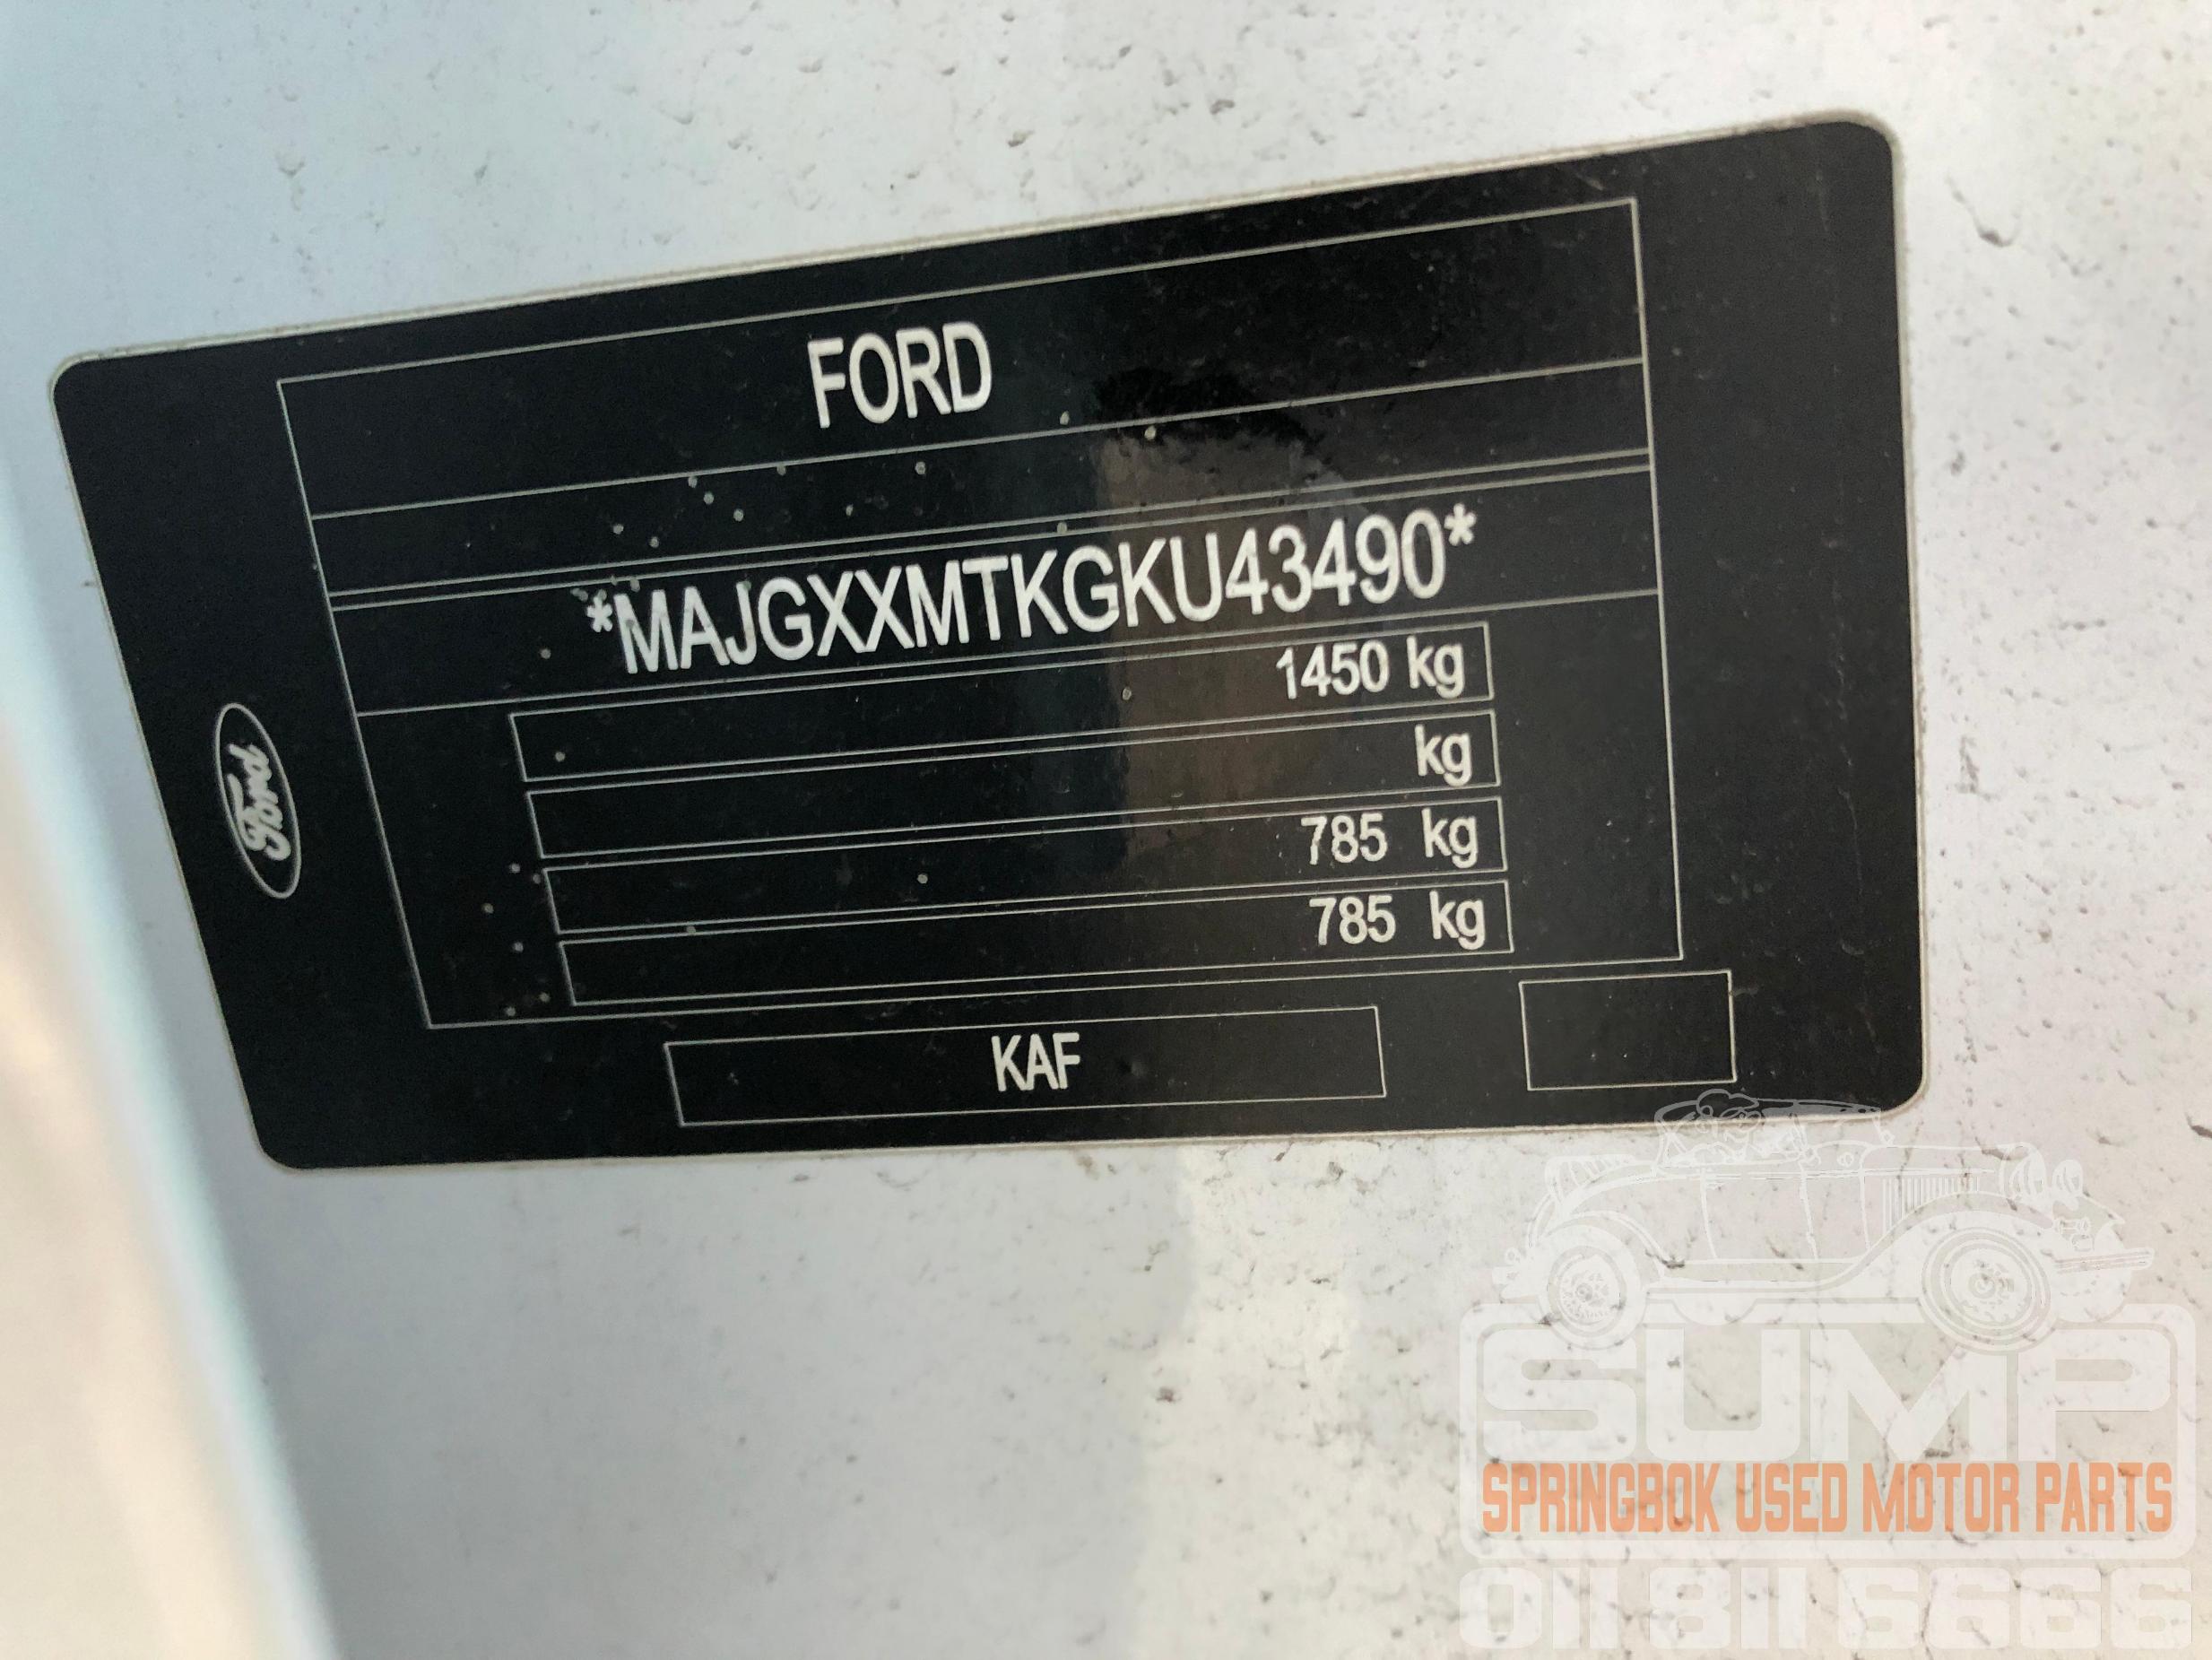 FORD
*MAJGXXMTKGKU43490*
1450 kg
kg
785 kg
785 kg
Ford
KAF
SUMP
SPRINGBOK USED MOTOR PARTS
011 811 5666